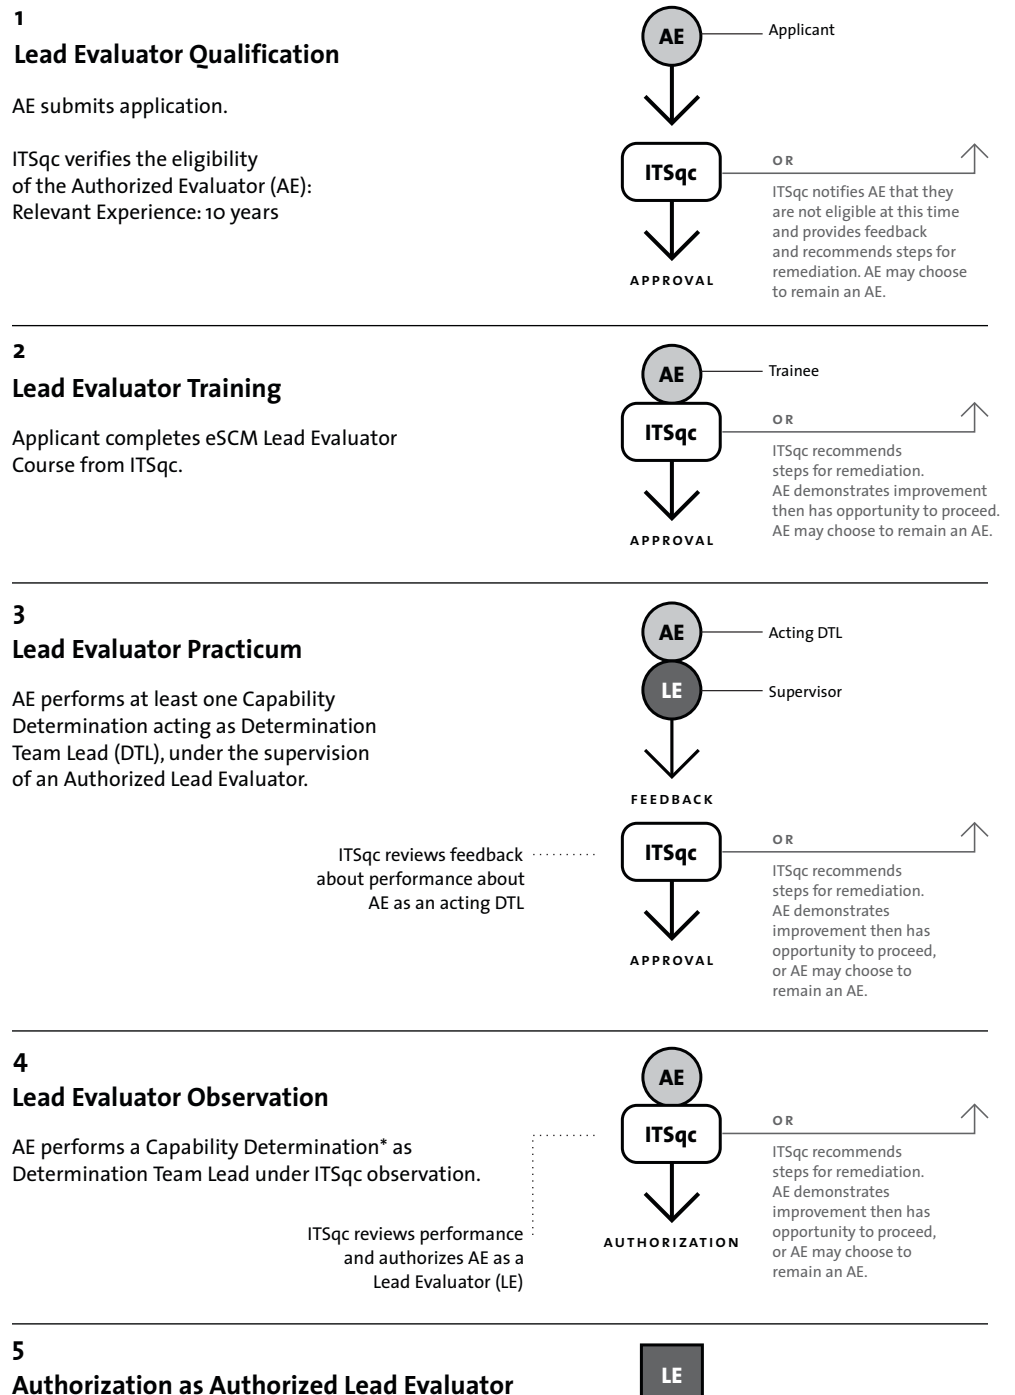 1
Lead Evaluator Qualification
AE submits application.
ITSqc verifies the eligibility
of the Authorized Evaluator (AE):
Relevant Experience: 10 years
AE
Applicant
ITSqc
OR
ITSqc notifies AE that they
are not eligible at this time
and provides feedback
and recommends steps for
remediation. AE may choose
to remain an AE.
APPROVAL
2
Lead Evaluator Training
Applicant completes eSCM Lead Evaluator
Course from ITSqc.
AE
Trainee
ITSqc
OR
ITSqc recommends
steps for remediation.
AE demonstrates improvement
then has opportunity to proceed.
AE may choose to remain an AE.
APPROVAL
3
Lead Evaluator Practicum
AE performs at least one Capability
Determination acting as Determination
Team Lead (DTL), under the supervision
of an Authorized Lead Evaluator.
AE
Acting DTL
LE
Supervisor
FEEDBACK
ITSqc reviews feedback
about performance about
AE as an acting DTL
ITSqc
OR
ITSqc recommends
steps for remediation.
AE demonstrates
improvement then has
opportunity to proceed,
or AE may choose to
remain an AE.
APPROVAL
4
Lead Evaluator Observation
AE performs a Capability Determination* as
Determination Team Lead under ITSqc observation.
ITSqc reviews performance
and authorizes AE as a
Lead Evaluator (LE)
AE
ITSqc
OR
ITSqc recommends
steps for remediation.
AE demonstrates
improvement then has
opportunity to proceed,
or AE may choose to
remain an AE.
AUTHORIZATION
5
Authorization as Authorized Lead Evaluator
LE